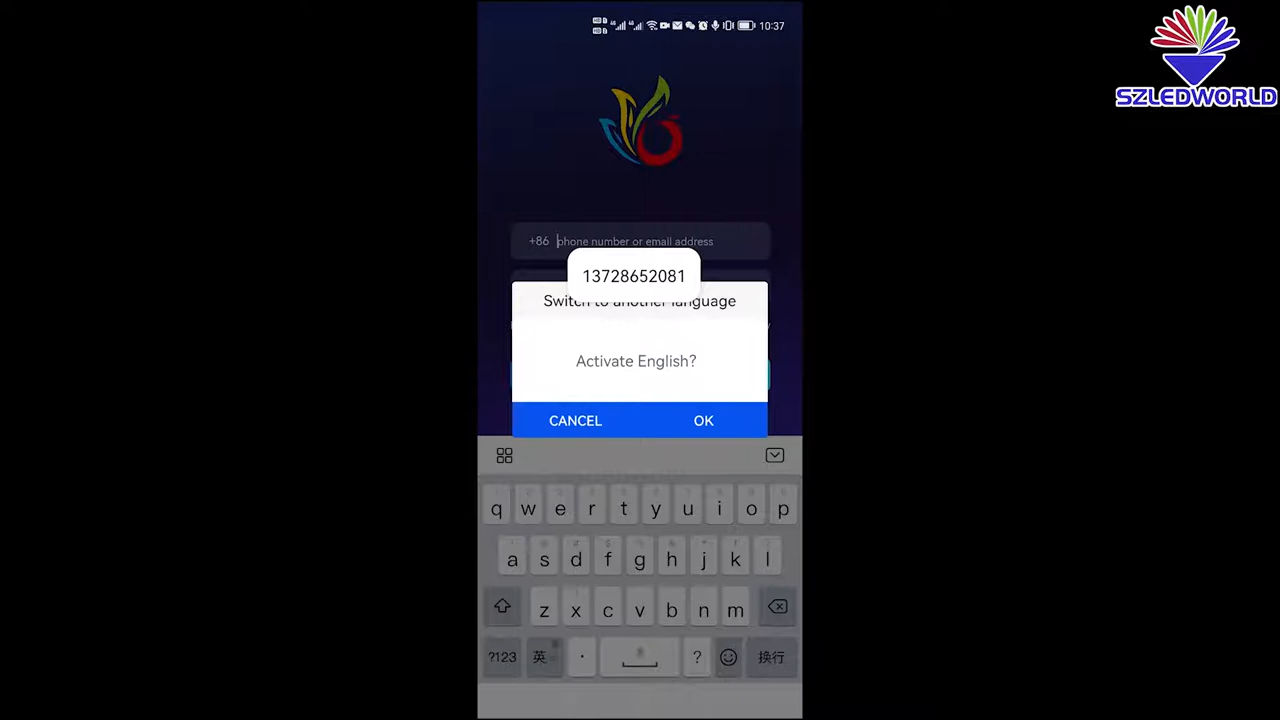 10:37
SZLEDWORLD
+86 phone number or email address
13728652081
Switch to another language
Activate English?
CANCEL OK
q w e r t y u i o p
a s d f g h j k l
z x c v b n m
?123 英 · ? 换行